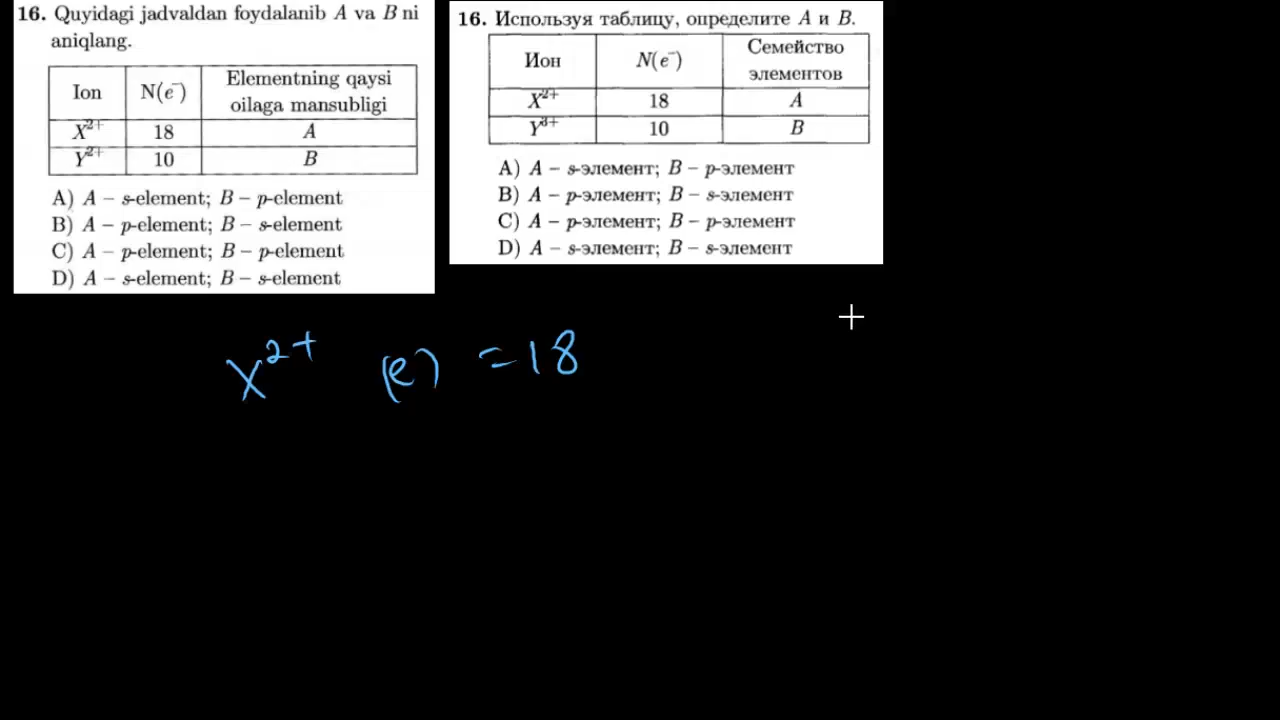 16. Quyidagi jadvaldan foydalanib A va B ni
aniqlang.
Ion N(e⁻) Elementning qaysi
oilaga mansubligi
X²⁺ 18 A
Y²⁺ 10 B
A) A – s-element; B – p-element
B) A – p-element; B – s-element
C) A – p-element; B – p-element
D) A – s-element; B – s-element
16. Используя таблицу, определите A и B.
Ион N(e⁻) Семейство
элементов
X²⁺ 18 A
Y³⁺ 10 B
A) A – s-элемент; B – p-элемент
B) A – p-элемент; B – s-элемент
C) A – p-элемент; B – p-элемент
D) A – s-элемент; B – s-элемент
X²⁺ (e) = 18